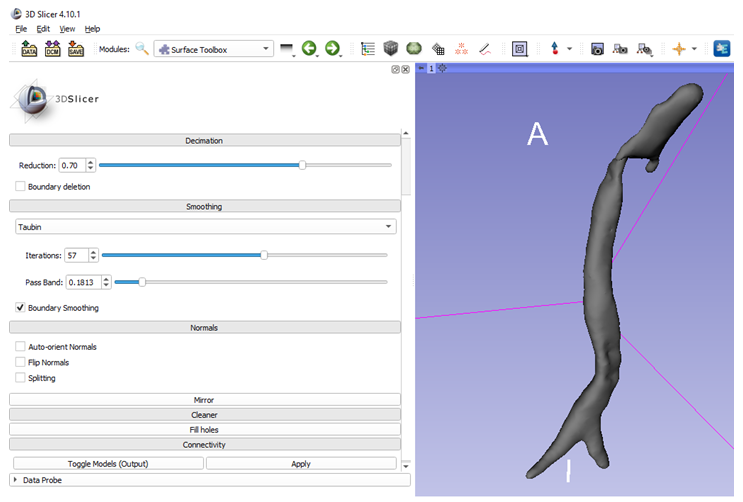 3D Slicer 4.10.1
File Edit View Help
DATA DCM SAVE Modules: Surface Toolbox
1
3DSlicer
A
Decimation
Reduction: 0.70
Boundary deletion
Smoothing
Taubin
Iterations: 57
Pass Band: 0.1813
Boundary Smoothing
Normals
Auto-orient Normals
Flip Normals
Splitting
Mirror
Cleaner
Fill holes
Connectivity
Toggle Models (Output) Apply
I
Data Probe